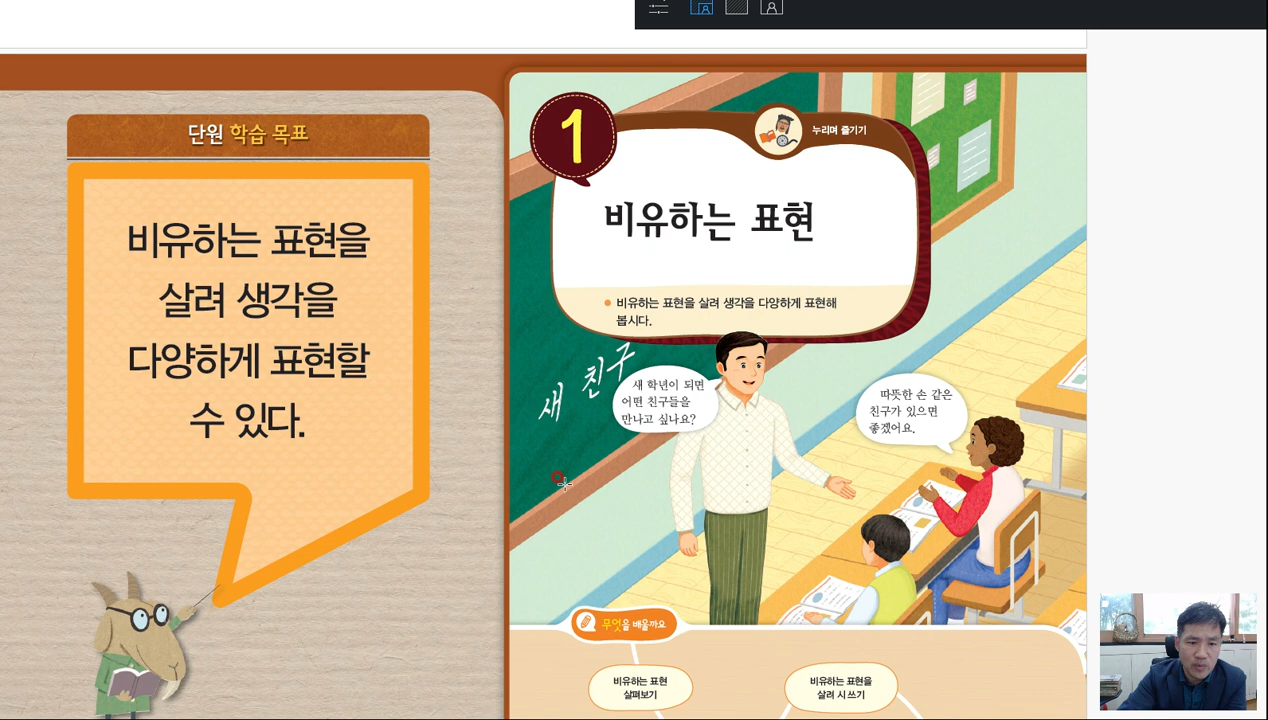 단원 학습 목표
비유하는 표현을
살려 생각을
다양하게 표현할
수 있다.
1
누리며 즐기기
비유하는 표현
비유하는 표현을 살려 생각을 다양하게 표현해
봅시다.
새 친구
새 학년이 되면
어떤 친구들을
만나고 싶나요?
따뜻한 손 같은
친구가 있으면
좋겠어요.
무엇을 배울까요
비유하는 표현
살펴보기
비유하는 표현을
살려 시 쓰기